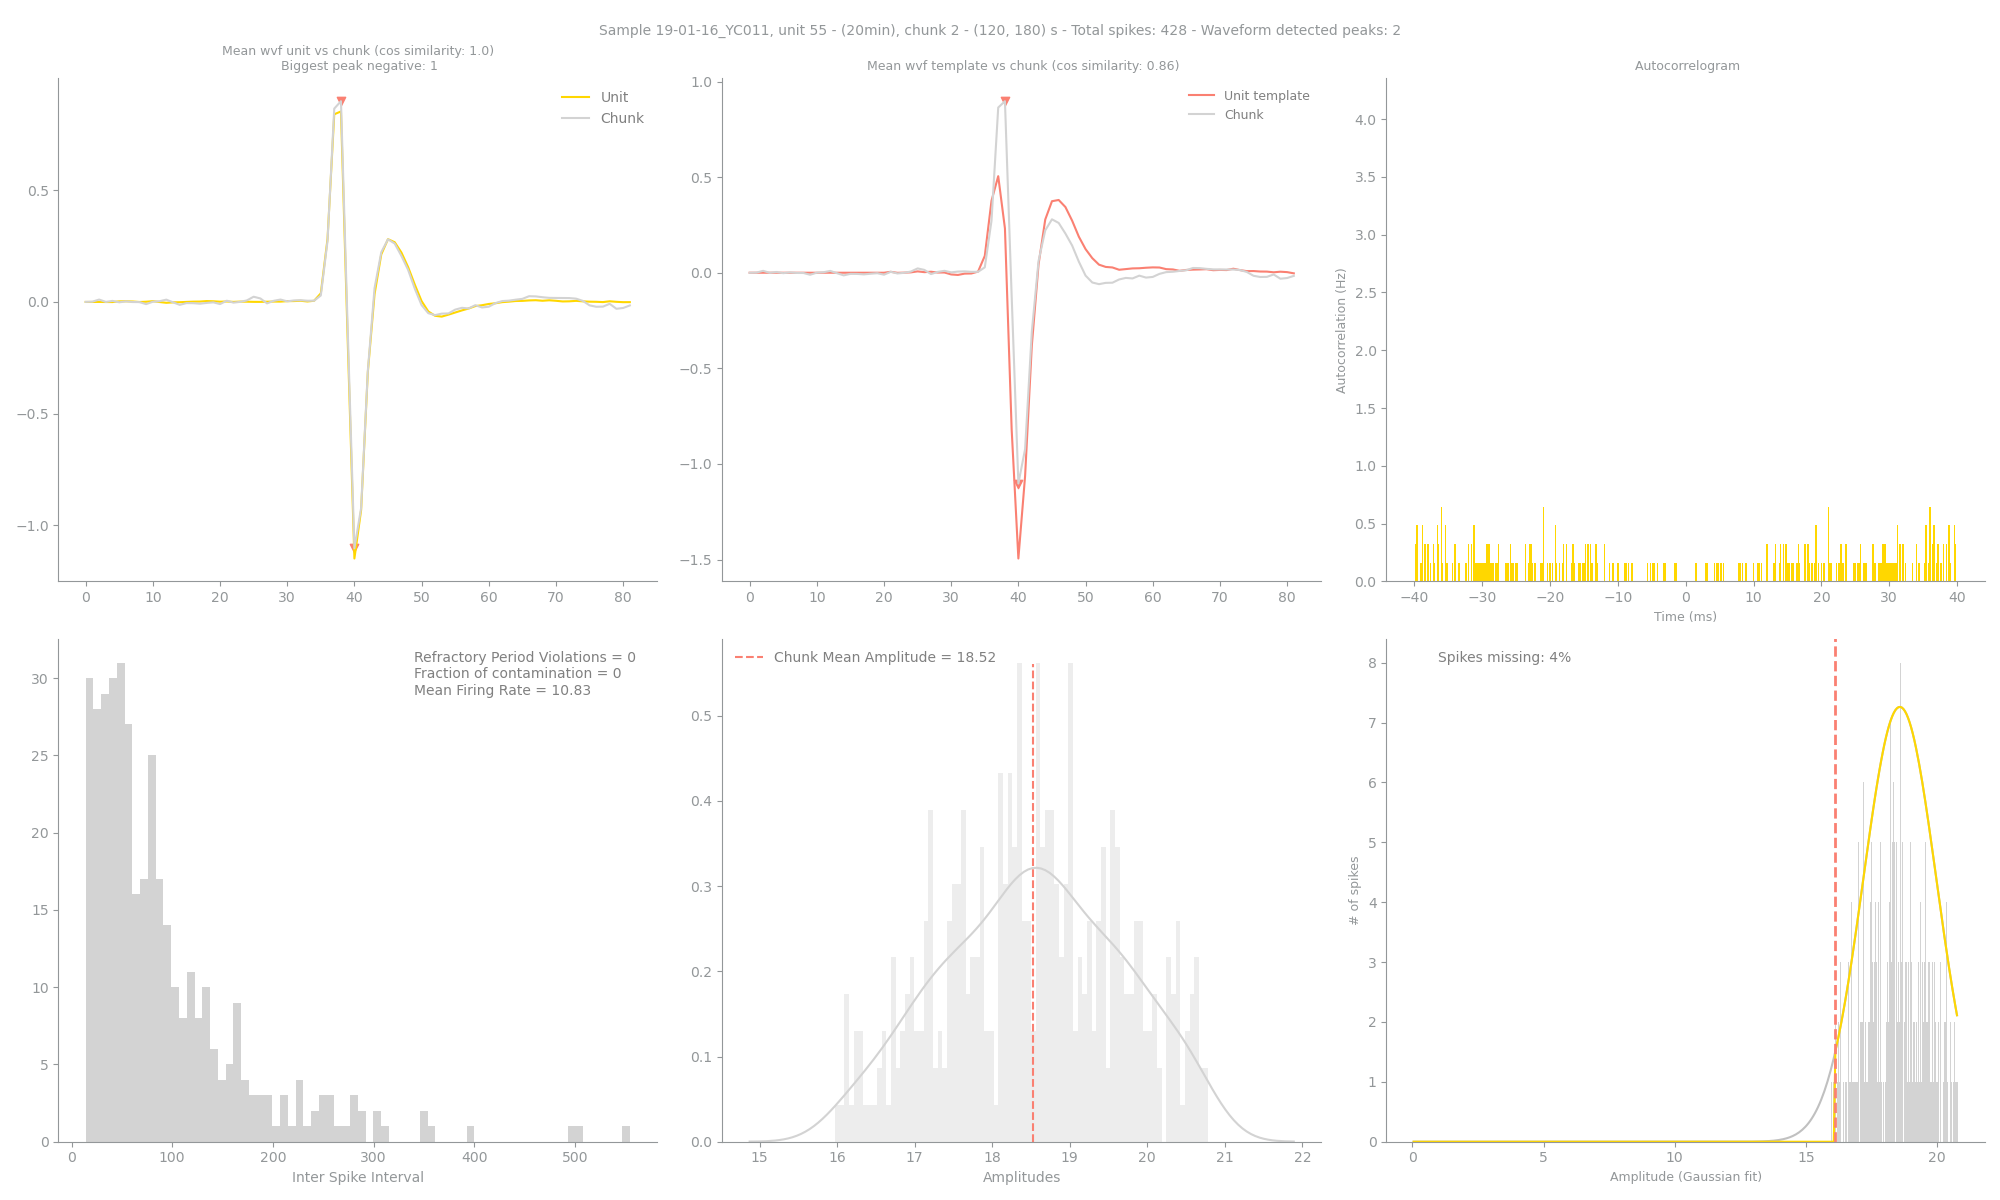 Sample 19-01-16_YC011, unit 55 - (20min), chunk 2 - (120, 180) s - Total spikes: 428 - Waveform detected peaks: 2
Mean wvf unit vs chunk (cos similarity: 1.0)
Biggest peak negative: 1
Unit
Chunk
0.5
0.0
−0.5
−1.0
0 10 20 30 40 50 60 70 80
Mean wvf template vs chunk (cos similarity: 0.86)
Unit template
Chunk
1.0
0.5
0.0
−0.5
−1.0
−1.5
0 10 20 30 40 50 60 70 80
Autocorrelogram
Autocorrelation (Hz)
4.0
3.5
3.0
2.5
2.0
1.5
1.0
0.5
0.0
−40 −30 −20 −10 0 10 20 30 40
Time (ms)
Refractory Period Violations = 0
Fraction of contamination = 0
Mean Firing Rate = 10.83
30
25
20
15
10
5
0
0 100 200 300 400 500
Inter Spike Interval
Chunk Mean Amplitude = 18.52
0.5
0.4
0.3
0.2
0.1
0.0
15 16 17 18 19 20 21 22
Amplitudes
Spikes missing: 4%
# of spikes
8
7
6
5
4
3
2
1
0
0 5 10 15 20
Amplitude (Gaussian fit)